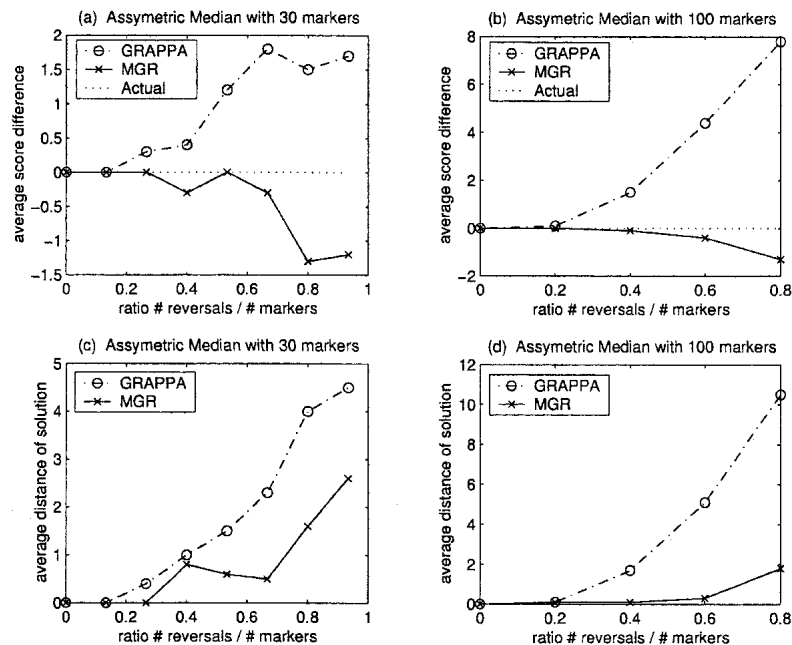 (a) Assymetric Median with 30 markers
GRAPPA
MGR
Actual
average score difference
2
1.5
1
0.5
0
−0.5
−1
−1.5
0 0.2 0.4 0.6 0.8 1
ratio # reversals / # markers
(b) Assymetric Median with 100 markers
GRAPPA
MGR
Actual
average score difference
8
6
4
2
0
−2
0 0.2 0.4 0.6 0.8
ratio # reversals / # markers
(c) Assymetric Median with 30 markers
GRAPPA
MGR
average distance of solution
5
4
3
2
1
0
0 0.2 0.4 0.6 0.8 1
ratio # reversals / # markers
(d) Assymetric Median with 100 markers
GRAPPA
MGR
average distance of solution
12
10
8
6
4
2
0
0 0.2 0.4 0.6 0.8
ratio # reversals / # markers